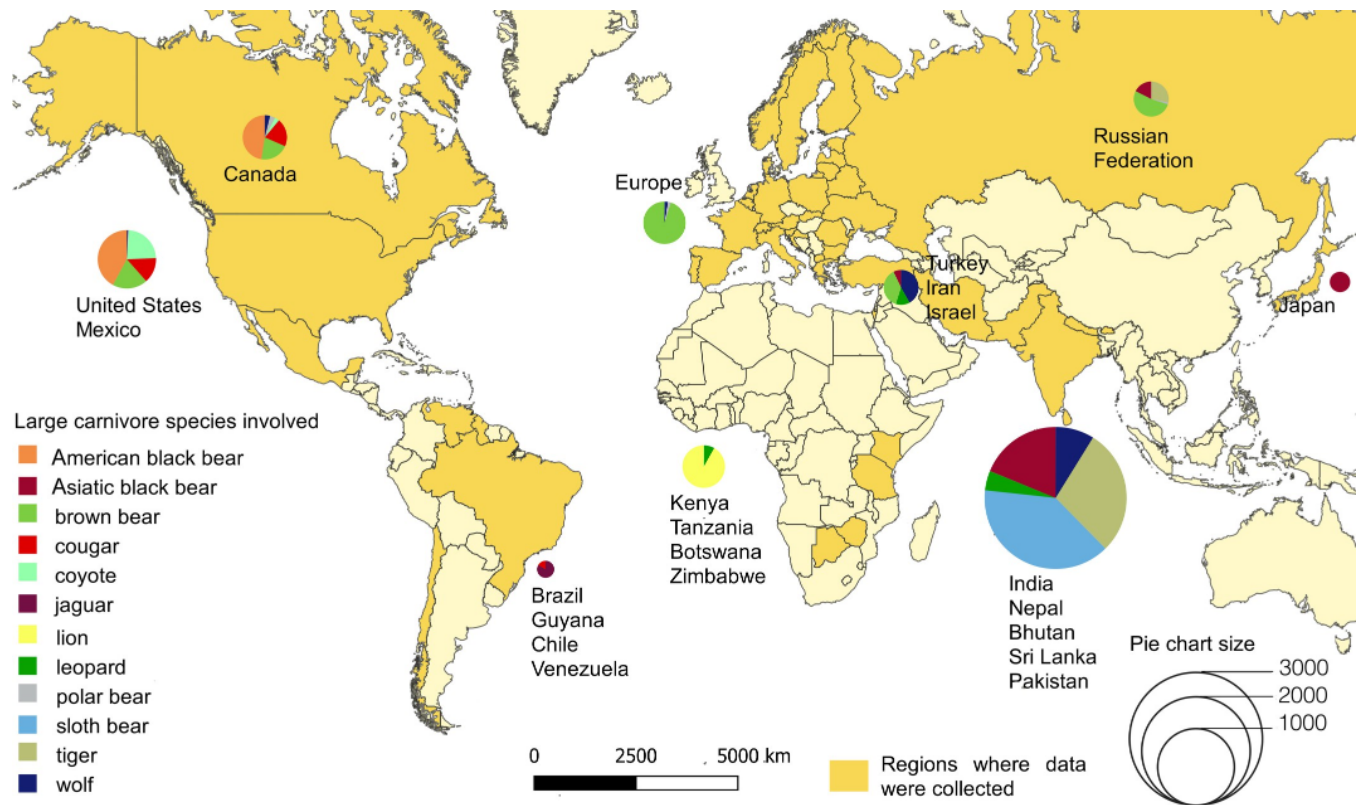 Canada
United States
Mexico
Europe
Russian
Federation
Turkey
Iran
Israel
Japan
Large carnivore species involved
American black bear
Asiatic black bear
brown bear
cougar
coyote
jaguar
lion
leopard
polar bear
sloth bear
tiger
wolf
Brazil
Guyana
Chile
Venezuela
Kenya
Tanzania
Botswana
Zimbabwe
India
Nepal
Bhutan
Sri Lanka
Pakistan
Pie chart size
3000
2000
1000
0 2500 5000 km
Regions where data
were collected